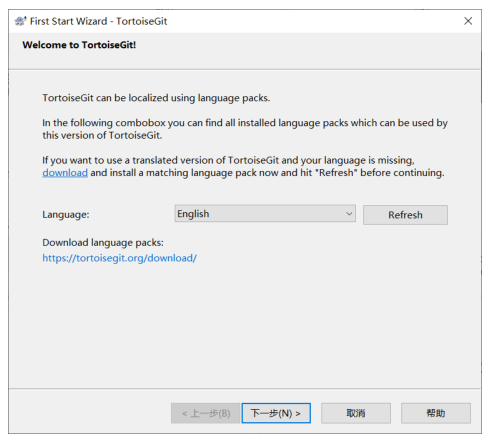 First Start Wizard - TortoiseGit
Welcome to TortoiseGit!
TortoiseGit can be localized using language packs.
In the following combobox you can find all installed language packs which can be used by
this version of TortoiseGit.
If you want to use a translated version of TortoiseGit and your language is missing,
download and install a matching language pack now and hit "Refresh" before continuing.
Language: English Refresh
Download language packs:
https://tortoisegit.org/download/
< 上一步(B) 下一步(N) > 取消 帮助